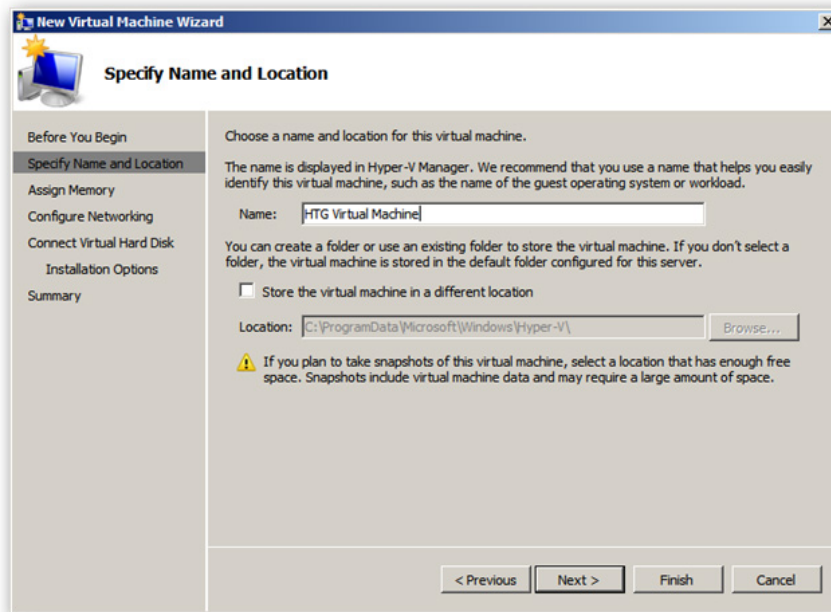 New Virtual Machine Wizard
Specify Name and Location
Before You Begin
Specify Name and Location
Assign Memory
Configure Networking
Connect Virtual Hard Disk
Installation Options
Summary
Choose a name and location for this virtual machine.
The name is displayed in Hyper-V Manager. We recommend that you use a name that helps you easily
identify this virtual machine, such as the name of the guest operating system or workload.
Name: HTG Virtual Machine
You can create a folder or use an existing folder to store the virtual machine. If you don't select a
folder, the virtual machine is stored in the default folder configured for this server.
Store the virtual machine in a different location
Location: C:\ProgramData\Microsoft\Windows\Hyper-V\ Browse...
If you plan to take snapshots of this virtual machine, select a location that has enough free
space. Snapshots include virtual machine data and may require a large amount of space.
< Previous Next > Finish Cancel